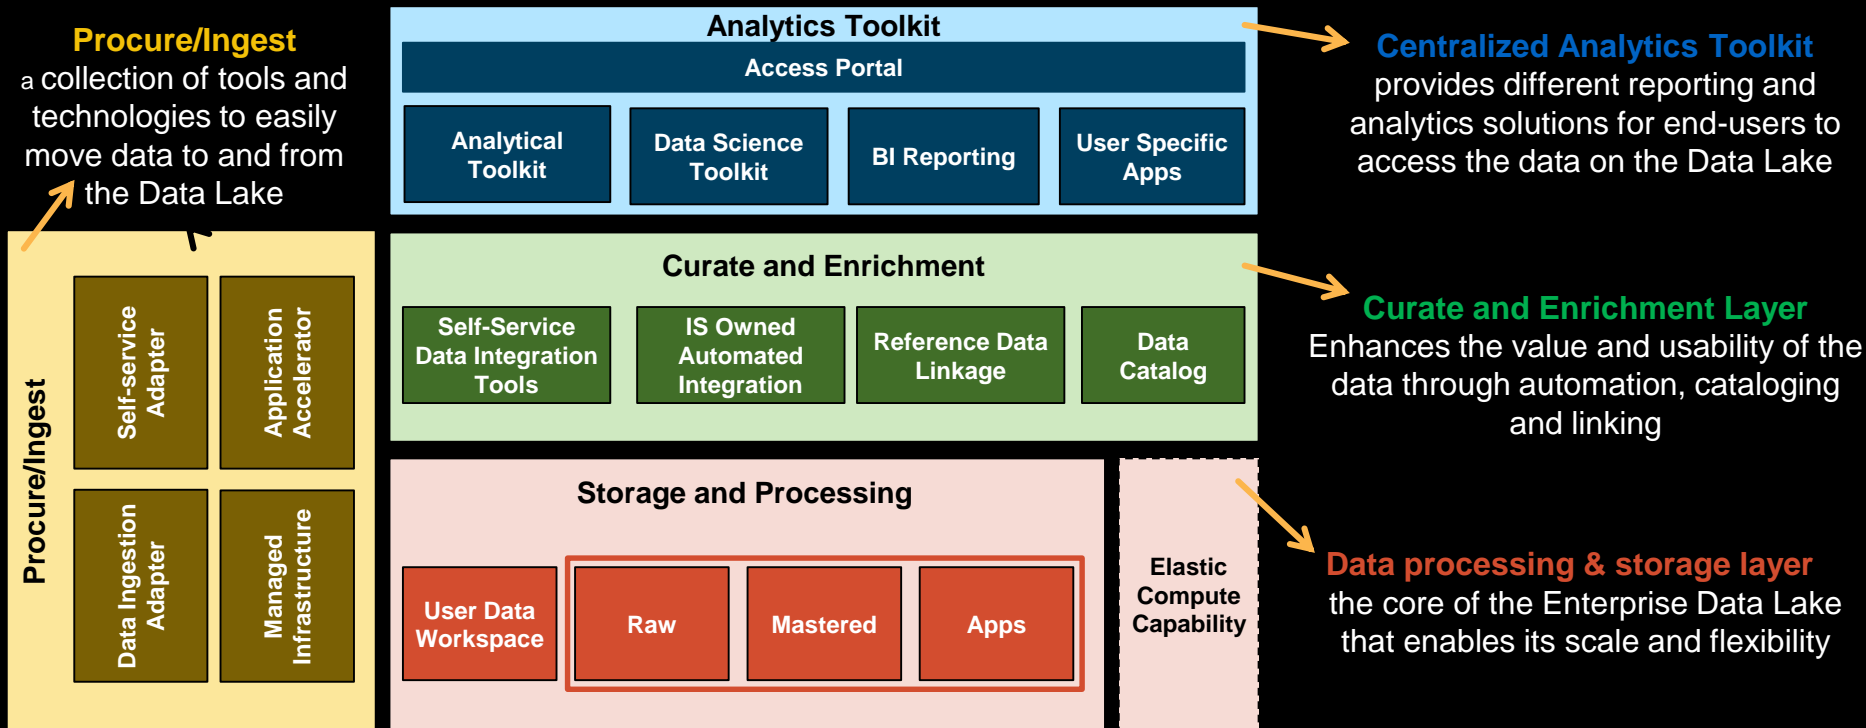 Procure/Ingest
a collection of tools and
technologies to easily
move data to and from
the Data Lake
Procure/Ingest
Self-service
Adapter
Application
Accelerator
Data Ingestion
Adapter
Managed
Infrastructure
Analytics Toolkit
Access Portal
Analytical
Toolkit
Data Science
Toolkit
BI Reporting
User Specific
Apps
Curate and Enrichment
Self-Service
Data Integration
Tools
IS Owned
Automated
Integration
Reference Data
Linkage
Data
Catalog
Storage and Processing
User Data
Workspace
Raw
Mastered
Apps
Elastic
Compute
Capability
Centralized Analytics Toolkit
provides different reporting and
analytics solutions for end-users to
access the data on the Data Lake
Curate and Enrichment Layer
Enhances the value and usability of the
data through automation, cataloging
and linking
Data processing & storage layer
the core of the Enterprise Data Lake
that enables its scale and flexibility